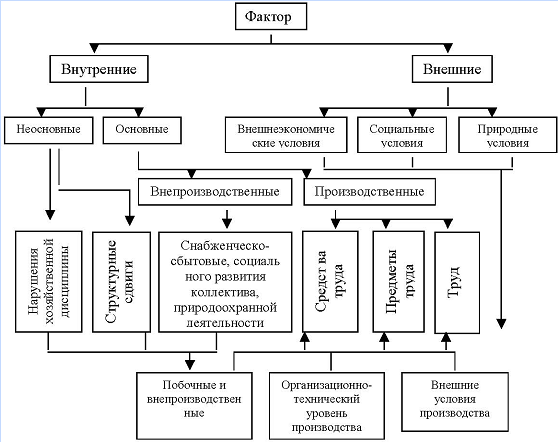 Фактор
Внутренние
Внешние
Неосновные
Основные
Внешнеэкономиче
ские условия
Социальные
условия
Природные
условия
Внепроизводственные
Производственные
Нарушения
хозяйственной
дисциплины
Структурные
сдвиги
Снабженческо-
сбытовые, социаль
ного развития
коллектива,
природоохранной
деятельности
Средст ва
труда
Предметы
труда
Труд
Побочные и
внепроизводствен
ные
Организационно-
технический
уровень
производства
Внешние
условия
производства